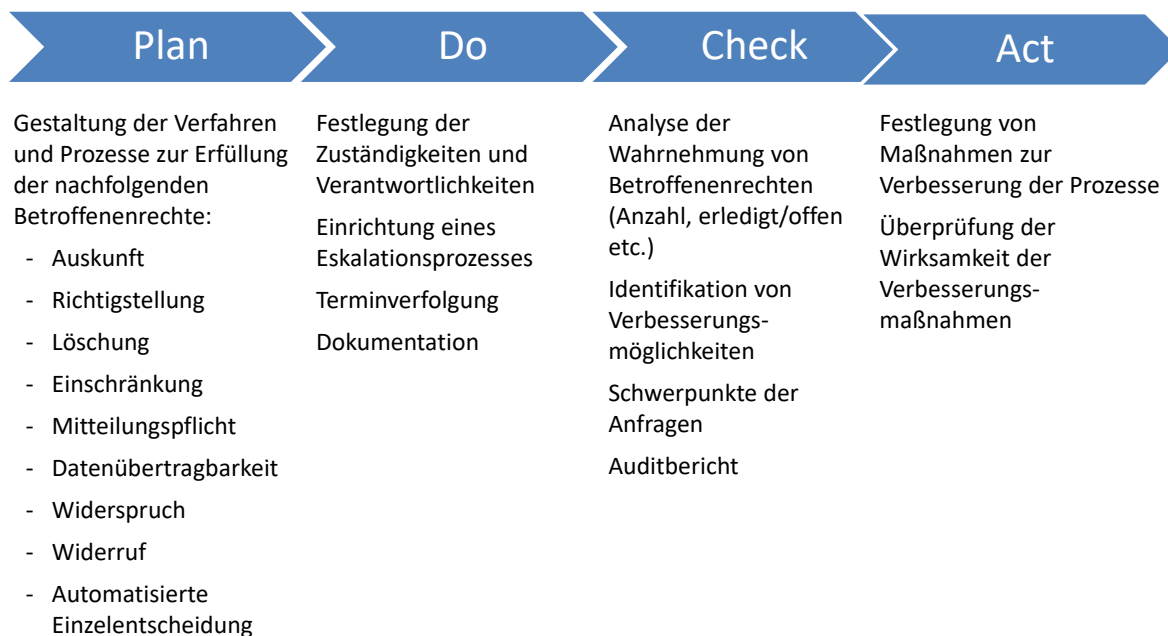 Plan
Do
Check
Act
Gestaltung der Verfahren
und Prozesse zur Erfüllung
der nachfolgenden
Betroffenenrechte:
- Auskunft
- Richtigstellung
- Löschung
- Einschränkung
- Mitteilungspflicht
- Datenübertragbarkeit
- Widerspruch
- Widerruf
- Automatisierte
Einzelentscheidung
Festlegung der
Zuständigkeiten und
Verantwortlichkeiten
Einrichtung eines
Eskalationsprozesses
Terminverfolgung
Dokumentation
Analyse der
Wahrnehmung von
Betroffenenrechten
(Anzahl, erledigt/offen
etc.)
Identifikation von
Verbesserungs-
möglichkeiten
Schwerpunkte der
Anfragen
Auditbericht
Festlegung von
Maßnahmen zur
Verbesserung der Prozesse
Überprüfung der
Wirksamkeit der
Verbesserungs-
maßnahmen